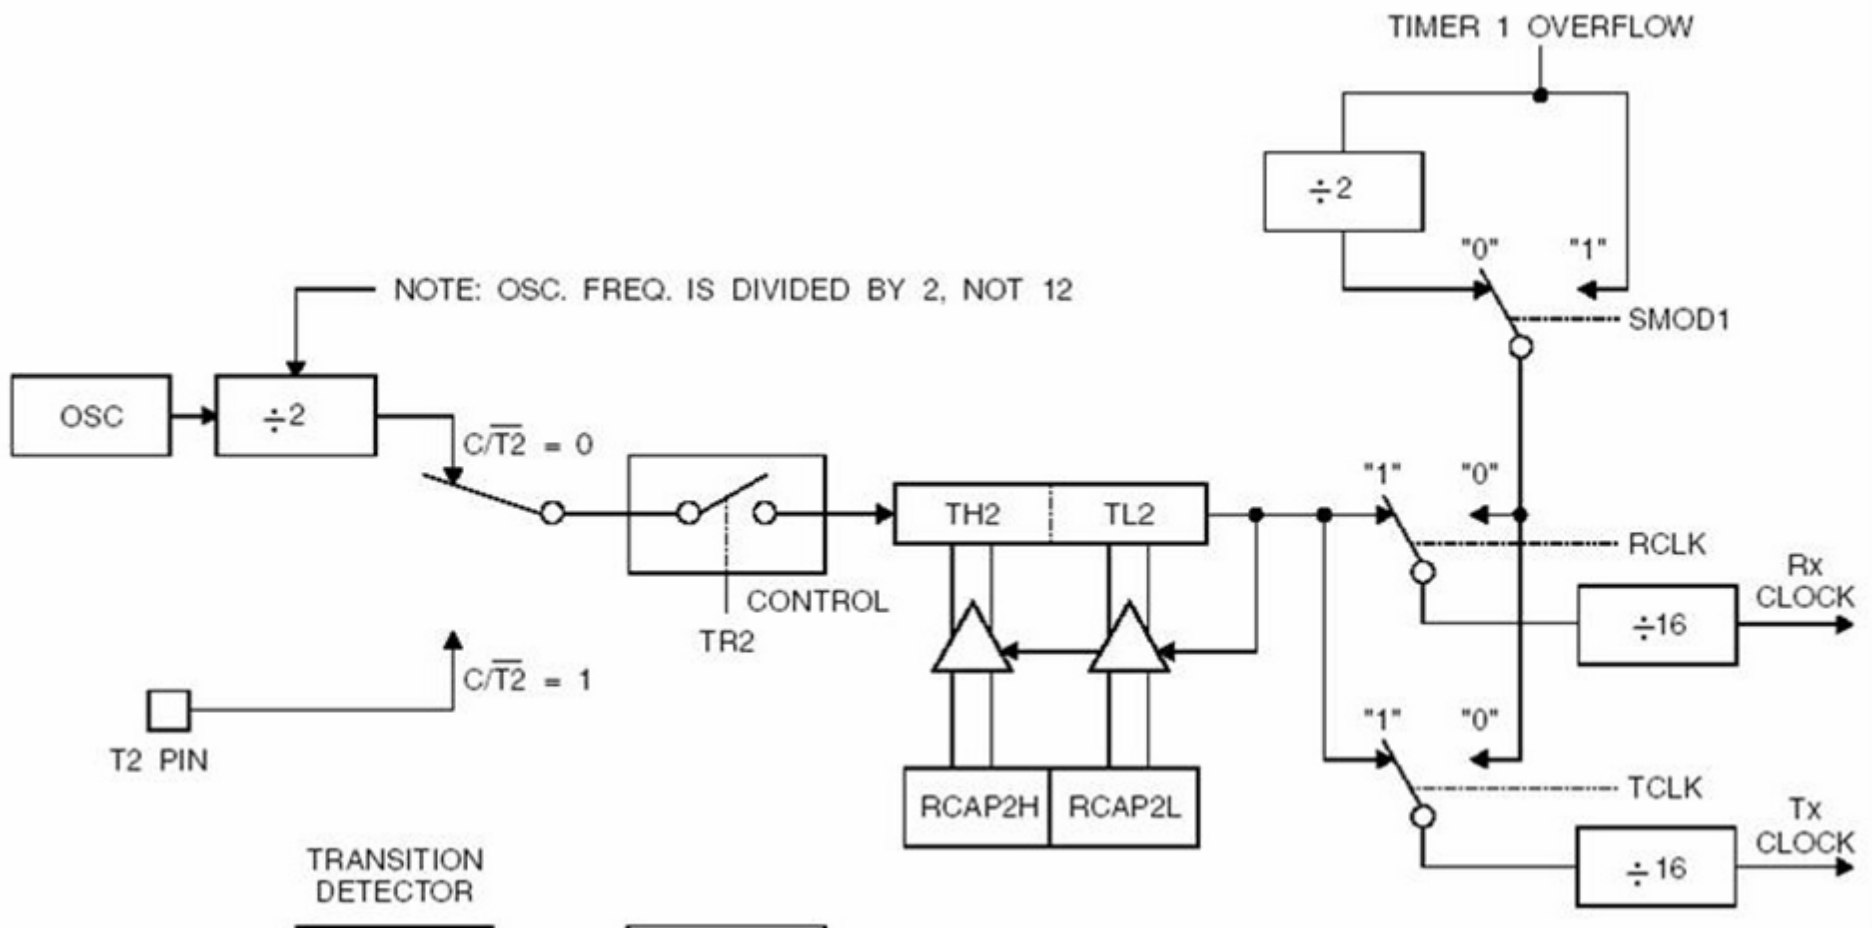 TIMER 1 OVERFLOW
÷2
"0" "1"
NOTE: OSC. FREQ. IS DIVIDED BY 2, NOT 12
SMOD1
OSC
÷2
C/T̅2̅ = 0
TH2
TL2
"1" "0"
RCLK
Rx
CLOCK
÷16
CONTROL
TR2
C/T̅2̅ = 1
T2 PIN
"1" "0"
TCLK
RCAP2H
RCAP2L
Tx
CLOCK
÷16
TRANSITION
DETECTOR